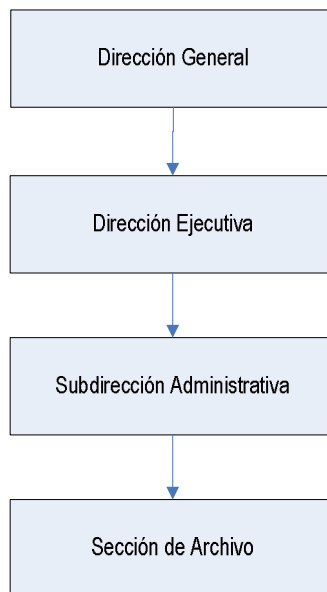 Dirección General
Dirección Ejecutiva
Subdirección Administrativa
Sección de Archivo